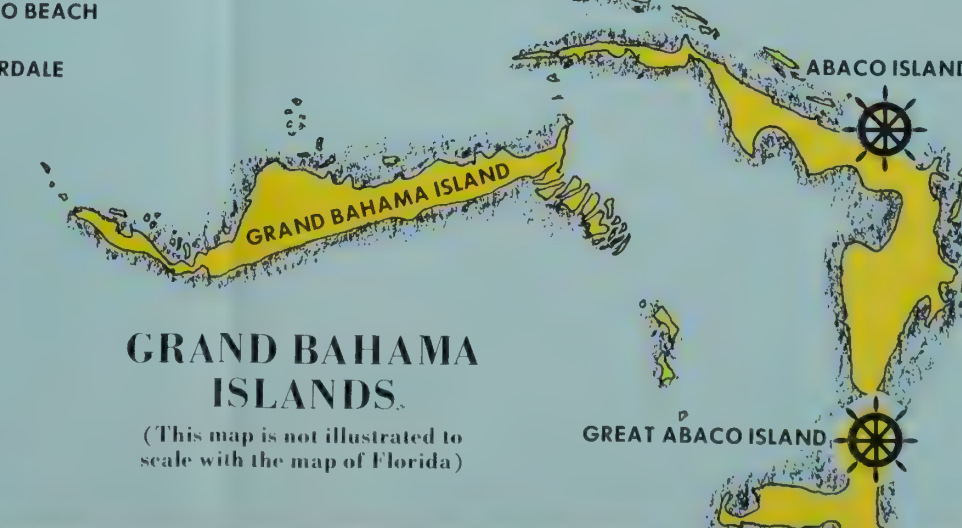 O BEACH
RDALE
ABACO ISLAND
GRAND BAHAMA ISLAND
GRAND BAHAMA
ISLANDS.
(This map is not illustrated to
scale with the map of Florida)
GREAT ABACO ISLAND